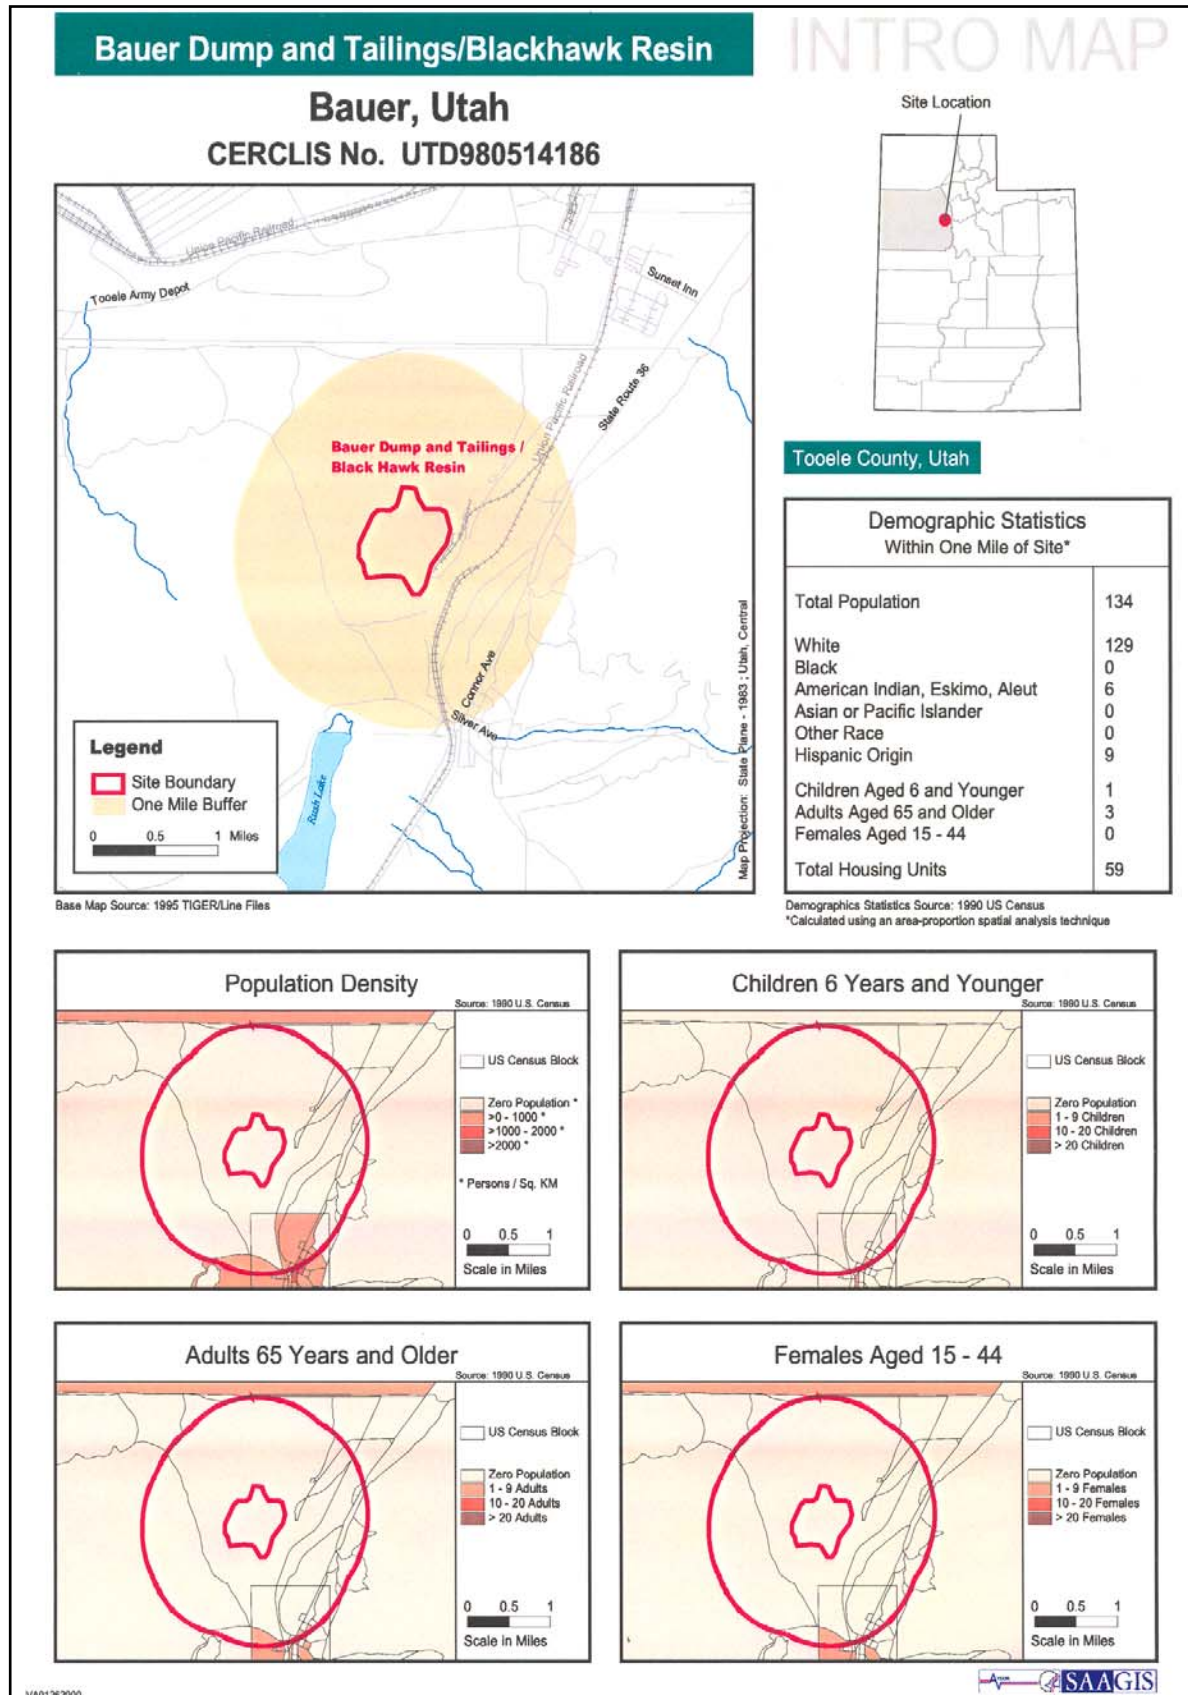 INTRO MAP
Bauer Dump and Tailings/Blackhawk Resin
Bauer, Utah
CERCLIS No. UTD980514186
Site Location
Union Pacific Railroad
Tooele Army Depot
Sunset Inn
Union Pacific Railroad
State Route 36
Bauer Dump and Tailings /
Black Hawk Resin
Connor Ave
Silver Ave
Rush Lake
Map Projection: State Plane - 1983 ; Utah, Central
Legend
Site Boundary
One Mile Buffer
0 0.5 1 Miles
Base Map Source: 1995 TIGER/Line Files
Tooele County, Utah
Demographic Statistics
Within One Mile of Site*
Total Population 134
White 129
Black 0
American Indian, Eskimo, Aleut 6
Asian or Pacific Islander 0
Other Race 0
Hispanic Origin 9
Children Aged 6 and Younger 1
Adults Aged 65 and Older 3
Females Aged 15 - 44 0
Total Housing Units 59
Demographics Statistics Source: 1990 US Census
*Calculated using an area-proportion spatial analysis technique
Population Density
Source: 1990 U.S. Census
US Census Block
Zero Population *
>0 - 1000 *
>1000 - 2000 *
>2000 *
* Persons / Sq. KM
0 0.5 1
Scale in Miles
Children 6 Years and Younger
Source: 1990 U.S. Census
US Census Block
Zero Population
1 - 9 Children
10 - 20 Children
> 20 Children
0 0.5 1
Scale in Miles
Adults 65 Years and Older
Source: 1990 U.S. Census
US Census Block
Zero Population
1 - 9 Adults
10 - 20 Adults
> 20 Adults
0 0.5 1
Scale in Miles
Females Aged 15 - 44
Source: 1990 U.S. Census
US Census Block
Zero Population
1 - 9 Females
10 - 20 Females
> 20 Females
0 0.5 1
Scale in Miles
SAAGIS